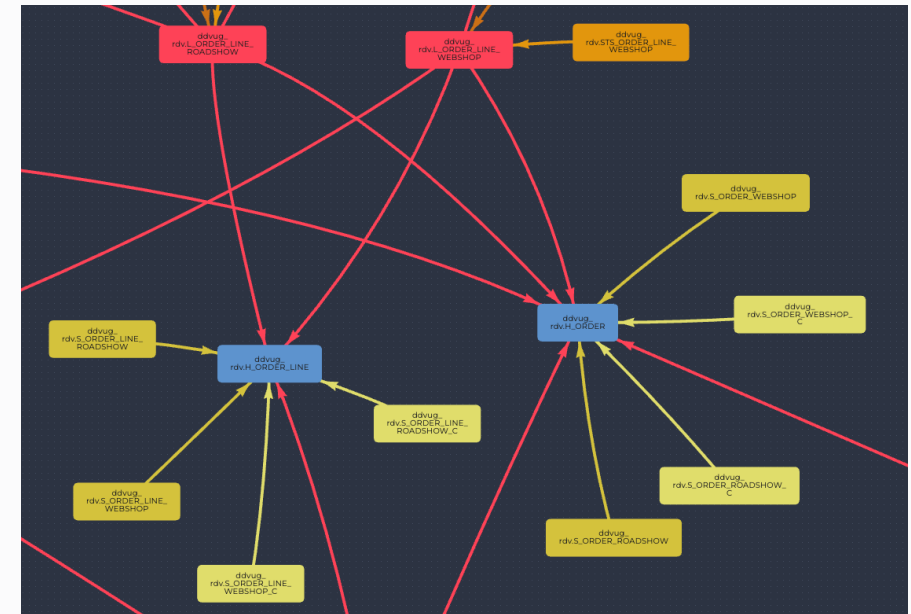 ddvug_
rdv.L_ORDER_LINE_
ROADSHOW
ddvug_
rdv.L_ORDER_LINE_
WEBSHOP
ddvug_
rdv.STS_ORDER_LINE_
WEBSHOP
ddvug_
rdv.S_ORDER_WEBSHOP
ddvug_
rdv.S_ORDER_WEBSHOP_
C
ddvug_
rdv.H_ORDER
ddvug_
rdv.S_ORDER_LINE_
ROADSHOW
ddvug_
rdv.H_ORDER_LINE
ddvug_
rdv.S_ORDER_LINE_
ROADSHOW_C
ddvug_
rdv.S_ORDER_ROADSHOW_
C
ddvug_
rdv.S_ORDER_LINE_
WEBSHOP
ddvug_
rdv.S_ORDER_ROADSHOW
ddvug_
rdv.S_ORDER_LINE_
WEBSHOP_C